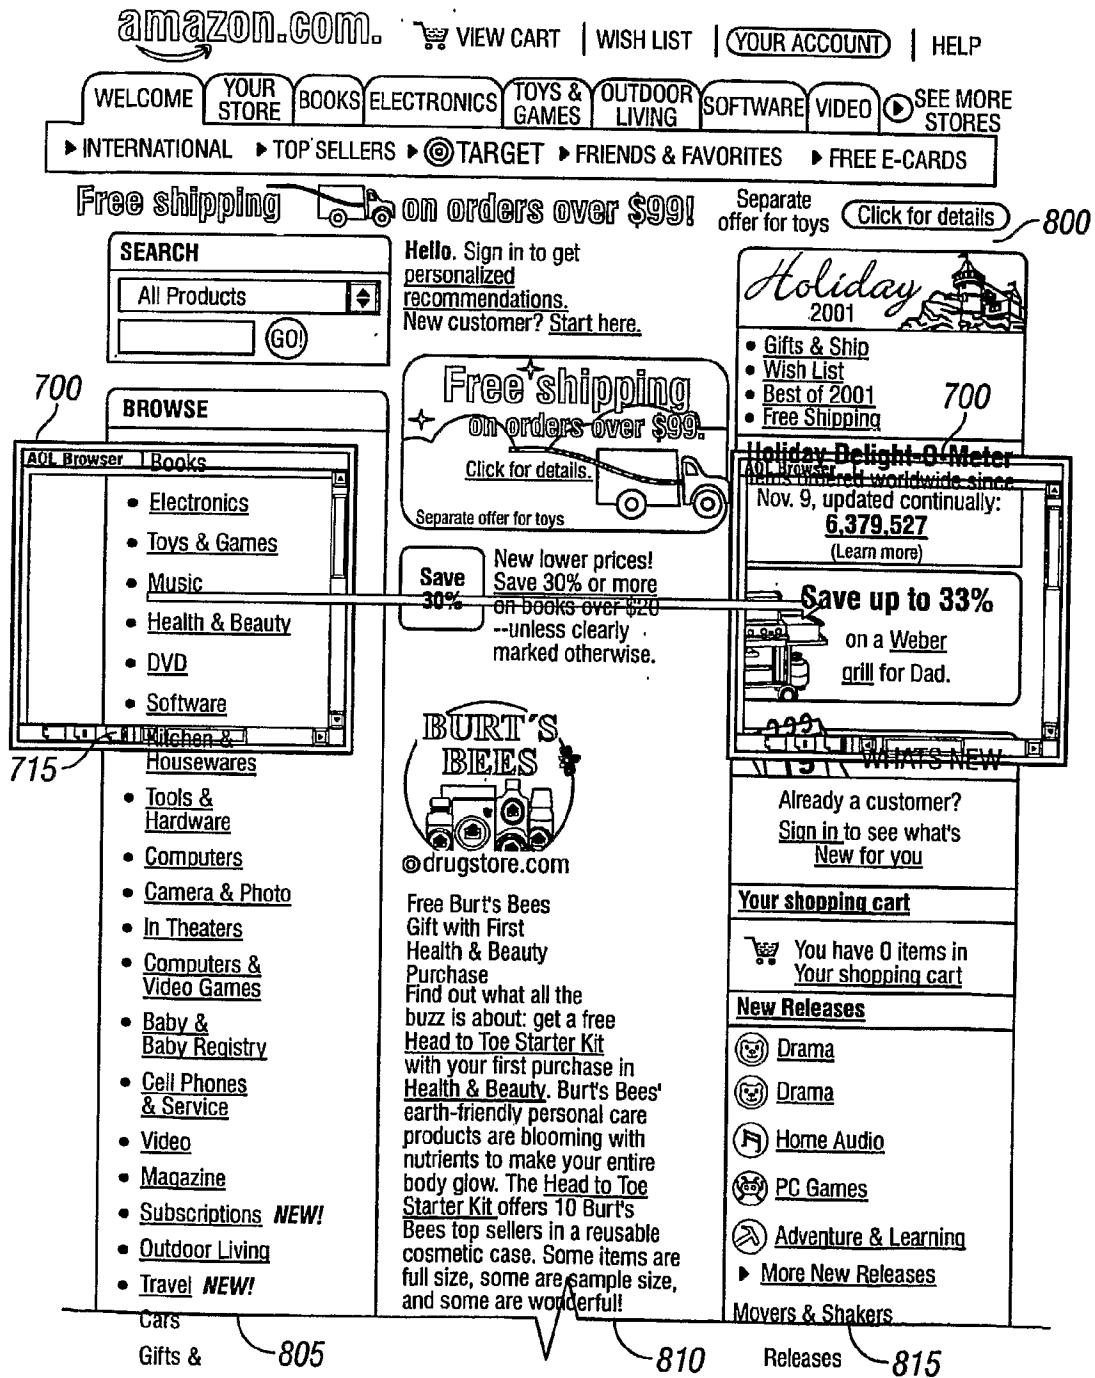 amazon.com.
VIEW CART
WISH LIST
YOUR ACCOUNT
HELP
WELCOME
YOUR
STORE
BOOKS
ELECTRONICS
TOYS &
GAMES
OUTDOOR
LIVING
SOFTWARE
VIDEO
SEE MORE
STORES
INTERNATIONAL
TOP SELLERS
TARGET
FRIENDS & FAVORITES
FREE E-CARDS
Free shipping
on orders over $99!
Separate
offer for toys
Click for details
800
SEARCH
All Products
GO!
700
BROWSE
AOL Browser
Books
• Electronics
• Toys & Games
• Music
• Health & Beauty
• DVD
• Software
Kitchen &
Housewares
715
• Tools &
Hardware
• Computers
• Camera & Photo
• In Theaters
• Computers &
Video Games
• Baby &
Baby Registry
• Cell Phones
& Service
• Video
• Magazine
• Subscriptions NEW!
• Outdoor Living
• Travel NEW!
Cars
Gifts &
805
Hello. Sign in to get
personalized
recommendations.
New customer? Start here.
Free shipping
on orders over $99.
Click for details.
Separate offer for toys
Save
30%
New lower prices!
Save 30% or more
on books over $20
--unless clearly
marked otherwise.
BURT'S
BEES
drugstore.com
Free Burt's Bees
Gift with First
Health & Beauty
Purchase
Find out what all the
buzz is about: get a free
Head to Toe Starter Kit
with your first purchase in
Health & Beauty. Burt's Bees'
earth-friendly personal care
products are blooming with
nutrients to make your entire
body glow. The Head to Toe
Starter Kit offers 10 Burt's
Bees top sellers in a reusable
cosmetic case. Some items are
full size, some are sample size,
and some are wonderful!
810
Holiday
2001
• Gifts & Ship
• Wish List
• Best of 2001
• Free Shipping
700
Holiday Delight-O-Meter
AOL Browser
Items ordered worldwide since
Nov. 9, updated continually:
6,379,527
(Learn more)
Save up to 33%
on a Weber
grill for Dad.
WHATS NEW
Already a customer?
Sign in to see what's
New for you
Your shopping cart
You have 0 items in
Your shopping cart
New Releases
Drama
Drama
Home Audio
PC Games
Adventure & Learning
More New Releases
Movers & Shakers
Releases
815